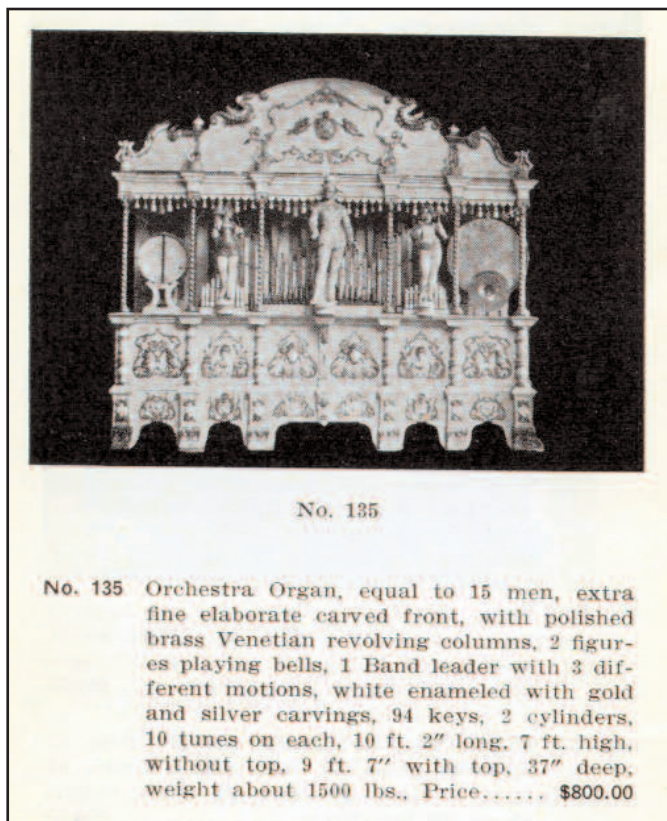 No. 135
No. 135 Orchestra Organ, equal to 15 men, extra
fine elaborate carved front, with polished
brass Venetian revolving columns, 2 figur-
es playing bells, 1 Band leader with 3 dif-
ferent motions, white enameled with gold
and silver carvings, 94 keys, 2 cylinders,
10 tunes on each, 10 ft. 2″ long, 7 ft. high,
without top, 9 ft. 7″ with top, 37″ deep,
weight about 1500 lbs., Price...... $800.00